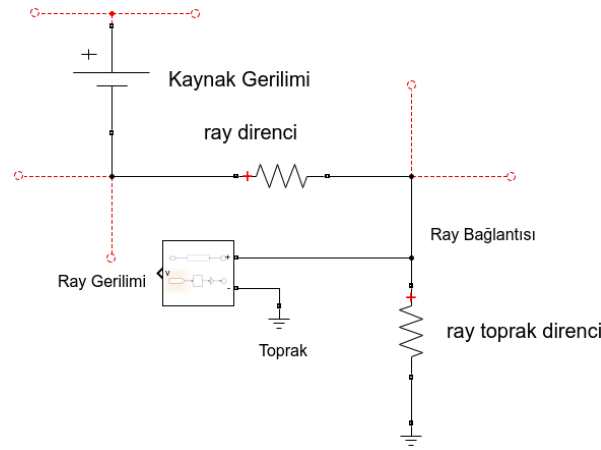 Kaynak Gerilimi
ray direnci
Ray Bağlantısı
Ray Gerilimi
v
+
-
Toprak
ray toprak direnci